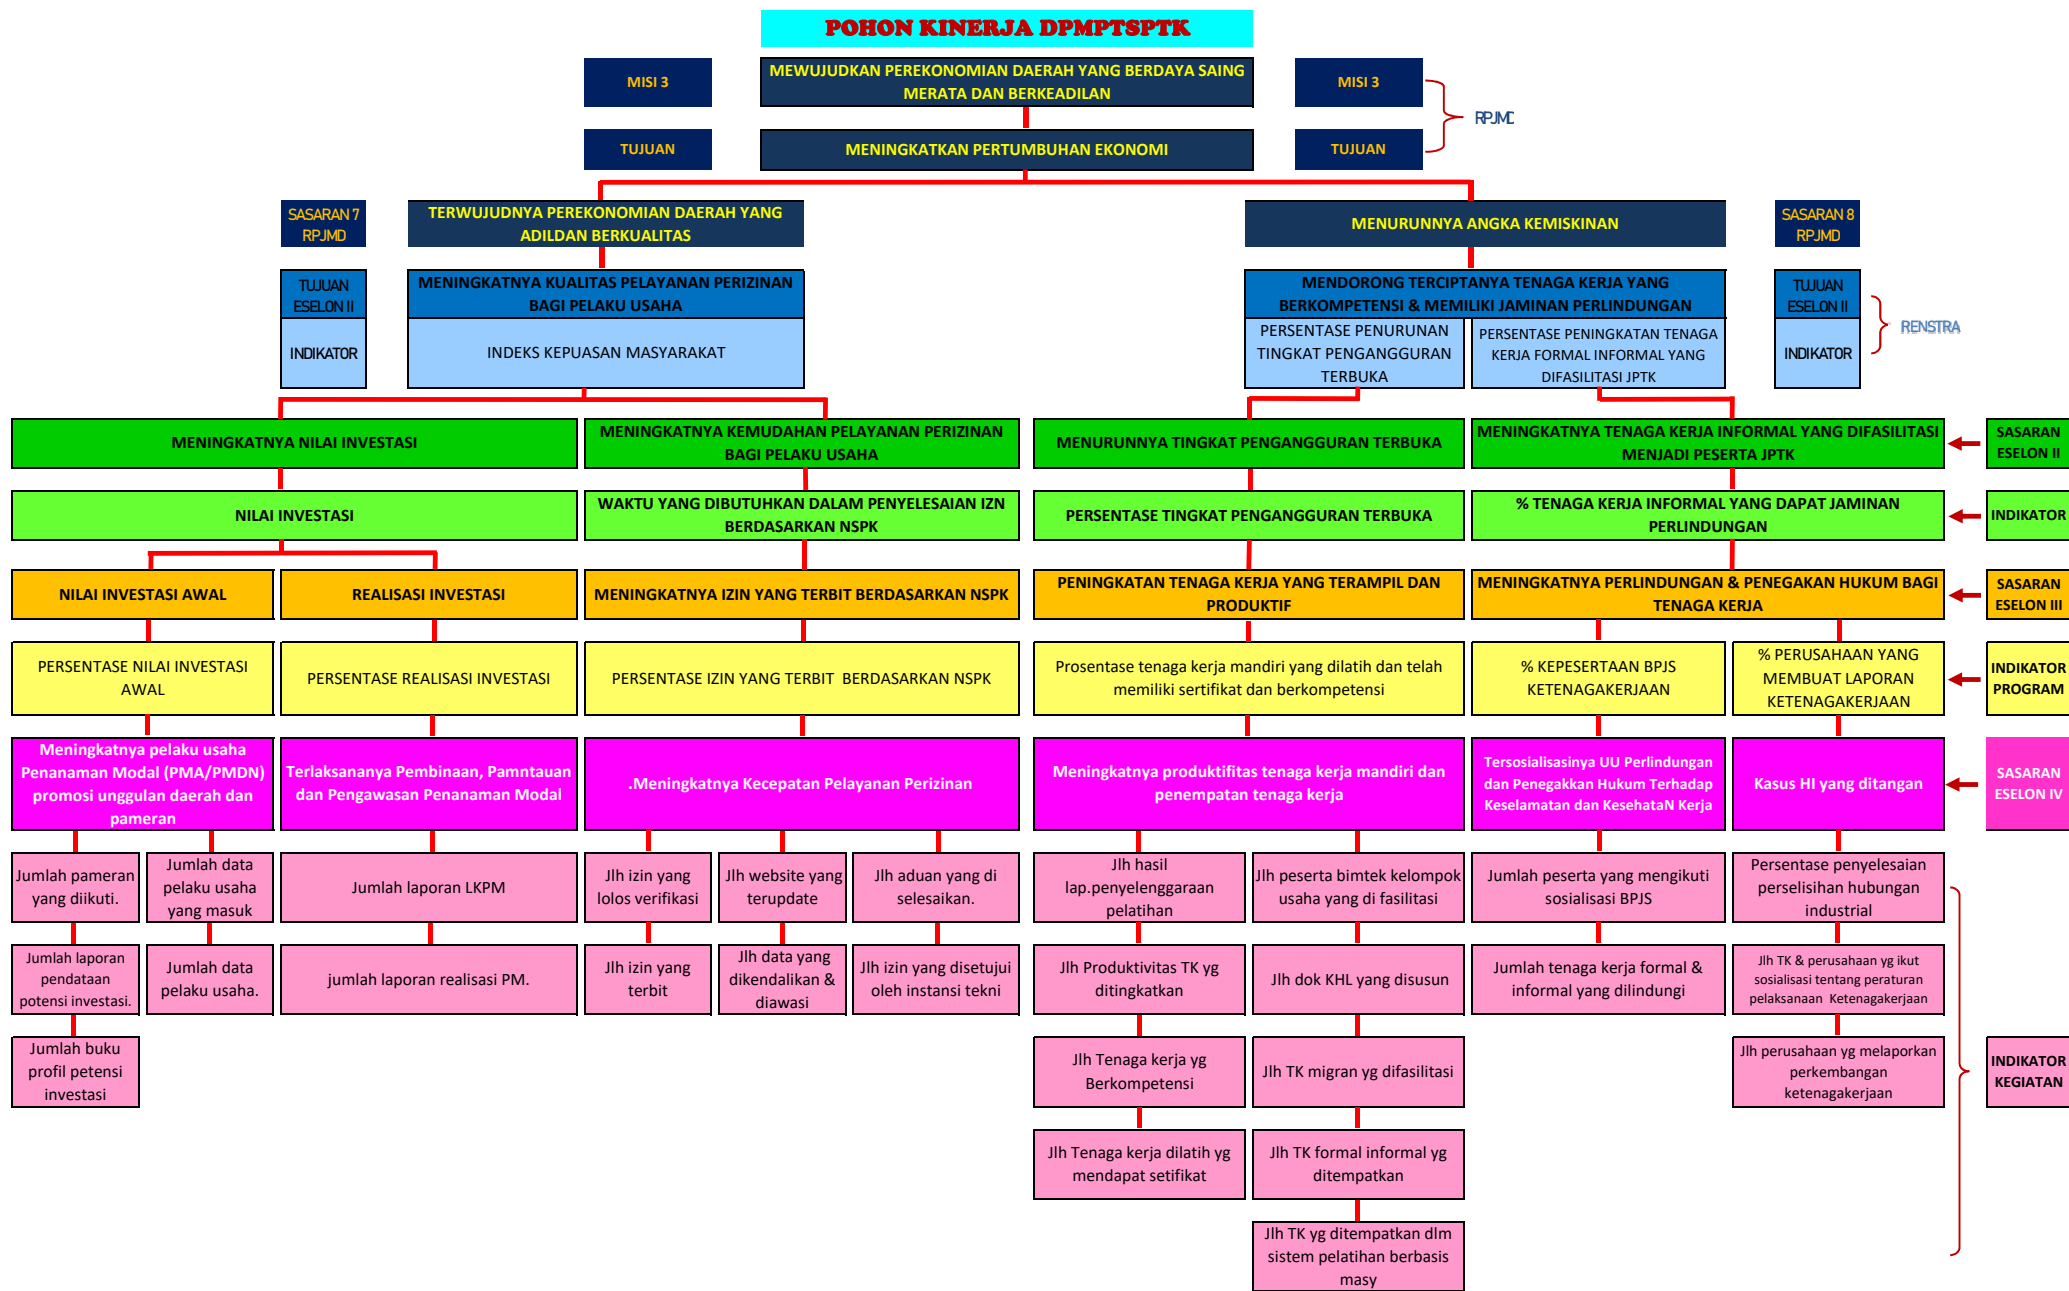 POHON KINERJA DPMPTSPTK
MISI 3
MEWUJUDKAN PEREKONOMIAN DAERAH YANG BERDAYA SAING
MERATA DAN BERKEADILAN
MISI 3
RPJMD
TUJUAN
MENINGKATKAN PERTUMBUHAN EKONOMI
TUJUAN
SASARAN 7
RPJMD
TERWUJUDNYA PEREKONOMIAN DAERAH YANG
ADILDAN BERKUALITAS
MENURUNNYA ANGKA KEMISKINAN
SASARAN 8
RPJMD
TUJUAN
ESELON II
MENINGKATNYA KUALITAS PELAYANAN PERIZINAN
BAGI PELAKU USAHA
MENDORONG TERCIPTANYA TENAGA KERJA YANG
BERKOMPETENSI & MEMILIKI JAMINAN PERLINDUNGAN
TUJUAN
ESELON II
RENSTRA
INDIKATOR
INDEKS KEPUASAN MASYARAKAT
PERSENTASE PENURUNAN
TINGKAT PENGANGGURAN
TERBUKA
PERSENTASE PENINGKATAN TENAGA
KERJA FORMAL INFORMAL YANG
DIFASILITASI JPTK
INDIKATOR
MENINGKATNYA NILAI INVESTASI
MENINGKATNYA KEMUDAHAN PELAYANAN PERIZINAN
BAGI PELAKU USAHA
MENURUNNYA TINGKAT PENGANGGURAN TERBUKA
MENINGKATNYA TENAGA KERJA INFORMAL YANG DIFASILITASI
MENJADI PESERTA JPTK
SASARAN
ESELON II
NILAI INVESTASI
WAKTU YANG DIBUTUHKAN DALAM PENYELESAIAN IZN
BERDASARKAN NSPK
PERSENTASE TINGKAT PENGANGGURAN TERBUKA
% TENAGA KERJA INFORMAL YANG DAPAT JAMINAN
PERLINDUNGAN
INDIKATOR
NILAI INVESTASI AWAL
REALISASI INVESTASI
MENINGKATNYA IZIN YANG TERBIT BERDASARKAN NSPK
PENINGKATAN TENAGA KERJA YANG TERAMPIL DAN
PRODUKTIF
MENINGKATNYA PERLINDUNGAN & PENEGAKAN HUKUM BAGI
TENAGA KERJA
SASARAN
ESELON III
PERSENTASE NILAI INVESTASI
AWAL
PERSENTASE REALISASI INVESTASI
PERSENTASE IZIN YANG TERBIT BERDASARKAN NSPK
Prosentase tenaga kerja mandiri yang dilatih dan telah
memiliki sertifikat dan berkompetensi
% KEPESERTAAN BPJS
KETENAGAKERJAAN
% PERUSAHAAN YANG
MEMBUAT LAPORAN
KETENAGAKERJAAN
INDIKATOR
PROGRAM
Meningkatnya pelaku usaha
Penanaman Modal (PMA/PMDN)
promosi unggulan daerah dan
pameran
Terlaksananya Pembinaan, Pamntauan
dan Pengawasan Penanaman Modal
.Meningkatnya Kecepatan Pelayanan Perizinan
Meningkatnya produktifitas tenaga kerja mandiri dan
penempatan tenaga kerja
Tersosialisasinya UU Perlindungan
dan Penegakkan Hukum Terhadap
Keselamatan dan KesehataN Kerja
Kasus HI yang ditangan
SASARAN
ESELON IV
Jumlah pameran
yang diikuti.
Jumlah data
pelaku usaha
yang masuk
Jumlah laporan LKPM
Jlh izin yang
lolos verifikasi
Jlh website yang
terupdate
Jlh aduan yang di
selesaikan.
Jlh hasil
lap.penyelenggaraan
pelatihan
Jlh peserta bimtek kelompok
usaha yang di fasilitasi
Jumlah peserta yang mengikuti
sosialisasi BPJS
Persentase penyelesaian
perselisihan hubungan
industrial
Jumlah laporan
pendataan
potensi investasi.
Jumlah data
pelaku usaha.
jumlah laporan realisasi PM.
Jlh izin yang
terbit
Jlh data yang
dikendalikan &
diawasi
Jlh izin yang disetujui
oleh instansi tekni
Jlh Produktivitas TK yg
ditingkatkan
Jlh dok KHL yang disusun
Jumlah tenaga kerja formal &
informal yang dilindungi
Jlh TK & perusahaan yg ikut
sosialisasi tentang peraturan
pelaksanaan Ketenagakerjaan
Jumlah buku
profil petensi
investasi
Jlh Tenaga kerja yg
Berkompetensi
Jlh TK migran yg difasilitasi
Jlh perusahaan yg melaporkan
perkembangan
ketenagakerjaan
INDIKATOR
KEGIATAN
Jlh Tenaga kerja dilatih yg
mendapat setifikat
Jlh TK formal informal yg
ditempatkan
Jlh TK yg ditempatkan dlm
sistem pelatihan berbasis
masy